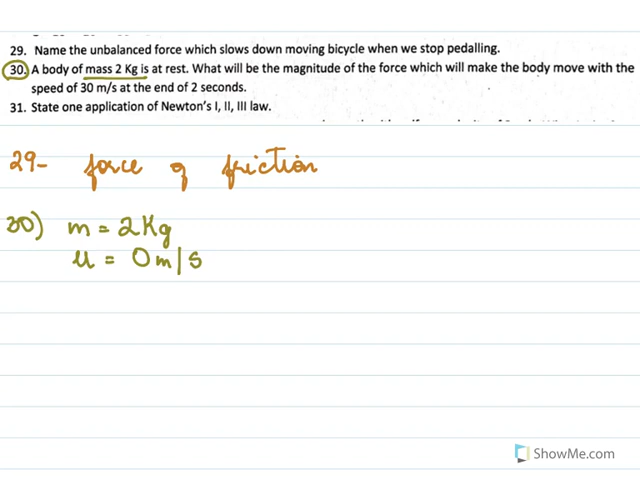 29. Name the unbalanced force which slows down moving bicycle when we stop pedalling.
30. A body of mass 2 Kg is at rest. What will be the magnitude of the force which will make the body move with the
speed of 30 m/s at the end of 2 seconds.
31. State one application of Newton's I, II, III law.
29- force of friction
30) m = 2Kg
u = 0m/s
ShowMe.com